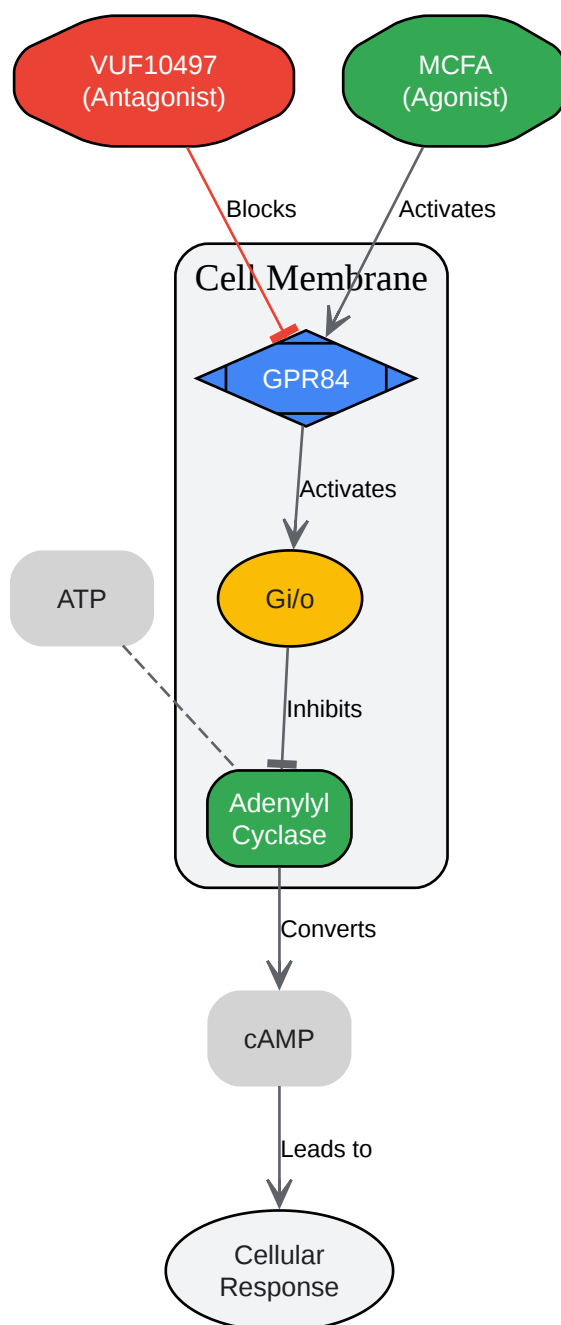 VUF10497
(Antagonist)
MCFA
(Agonist)
Blocks
Activates
Cell Membrane
GPR84
Activates
ATP
Gi/o
Inhibits
Adenylyl
Cyclase
Converts
cAMP
Leads to
Cellular
Response